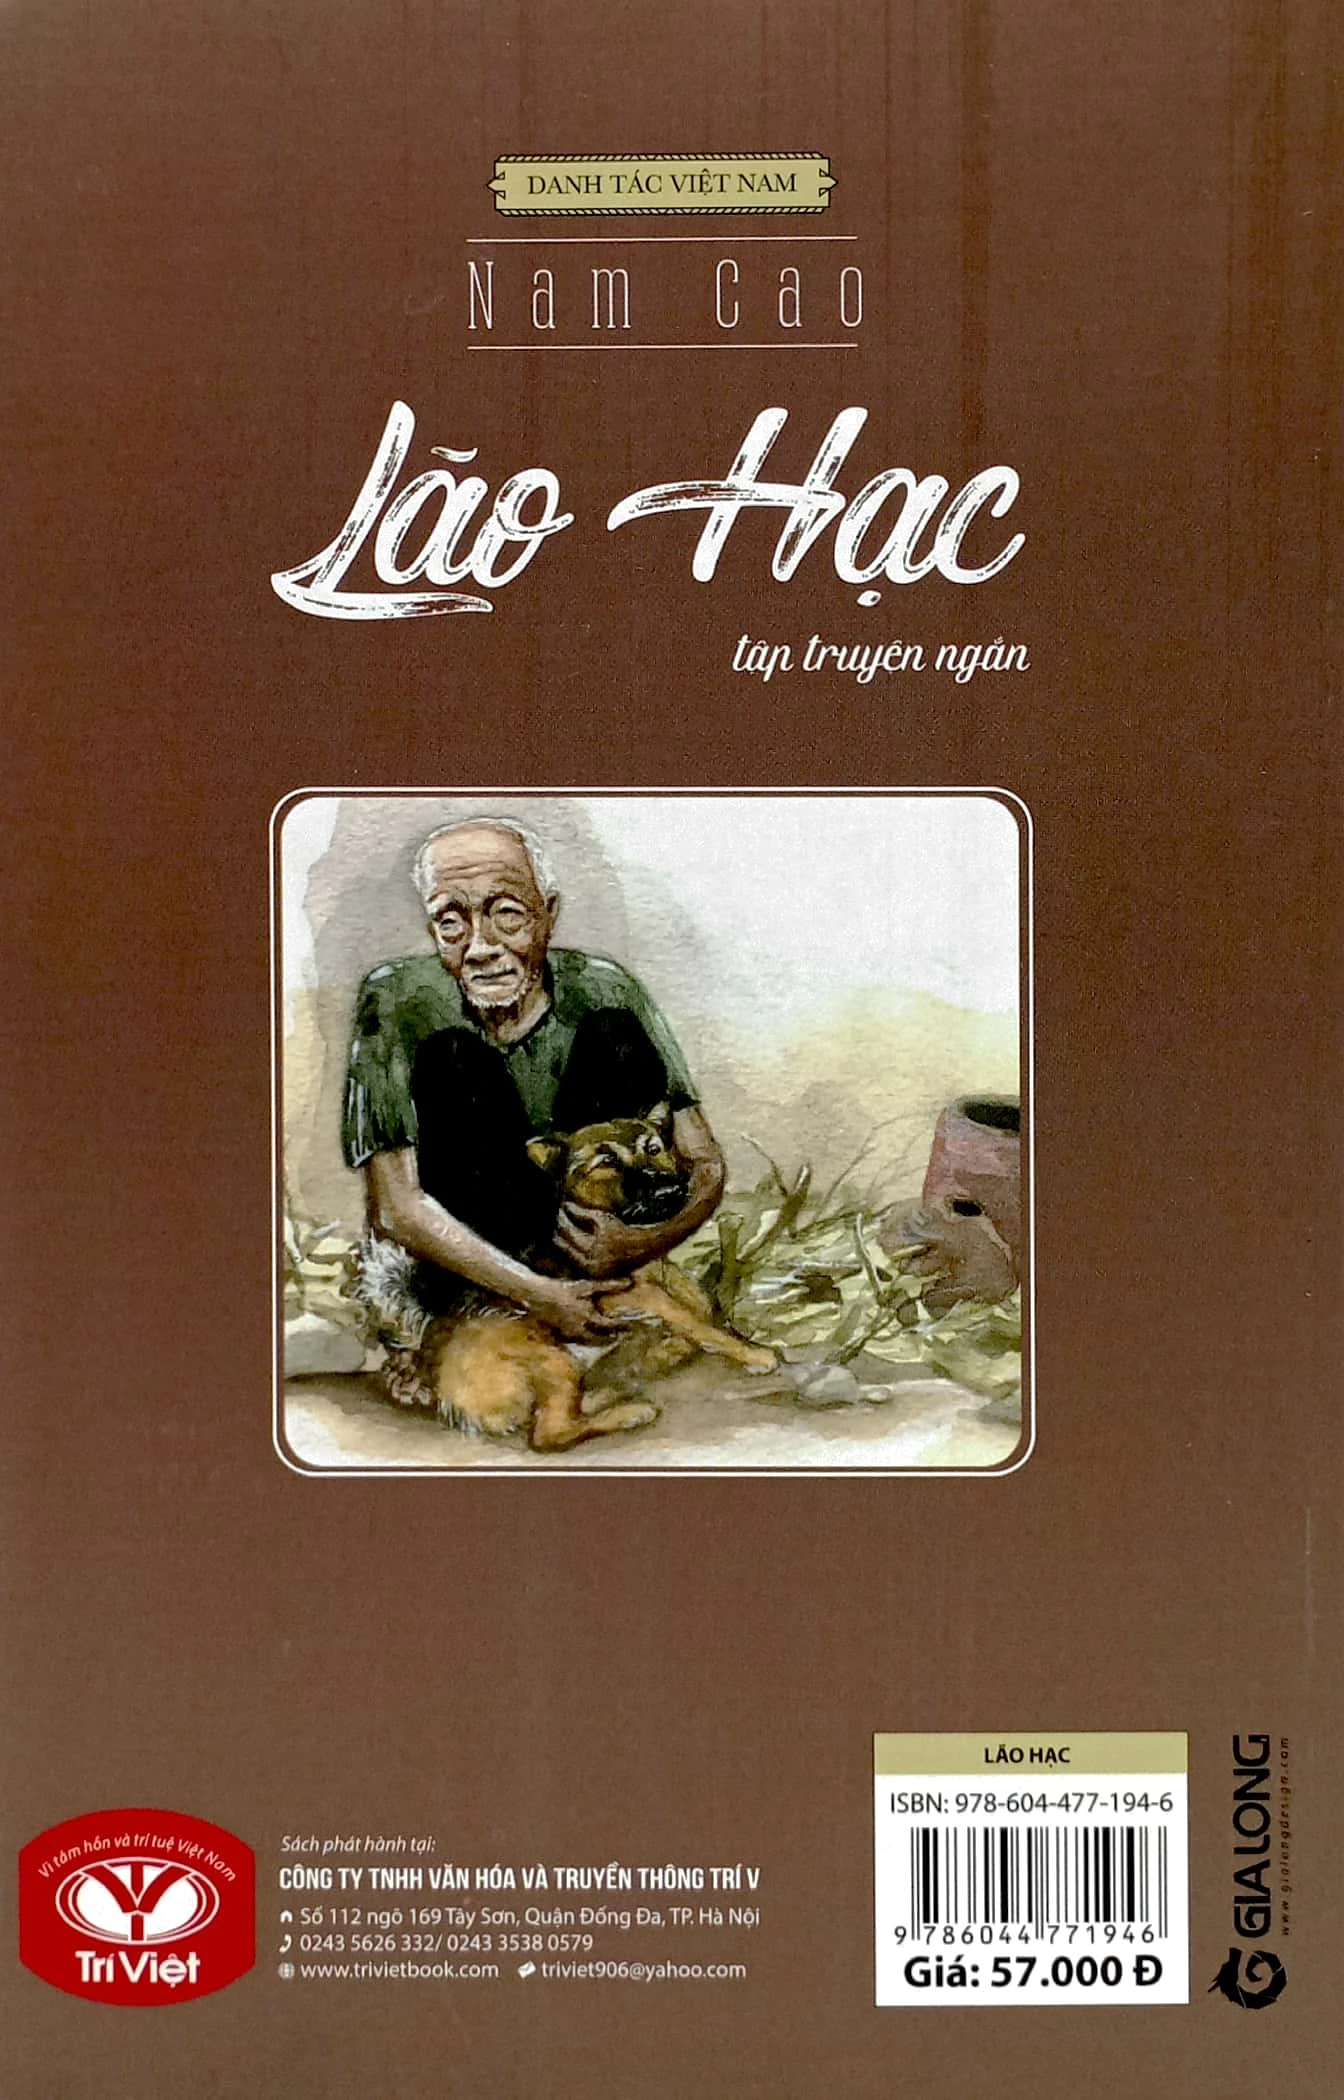 DANH TÁC VIỆT NAM
Nam Cao
Lão Hạc
tập truyện ngắn
Vì tâm hồn và trí tuệ Việt Nam
Trí Việt
Sách phát hành tại:
CÔNG TY TNHH VĂN HÓA VÀ TRUYỀN THÔNG TRÍ V
Số 112 ngõ 169 Tây Sơn, Quận Đống Đa, TP. Hà Nội
0243 5626 332/ 0243 3538 0579
www.trivietbook.com triviet906@yahoo.com
LÃO HẠC
ISBN: 978-604-477-194-6
9 786044 771946
Giá: 57.000 Đ
GIALONG
www.gialongdesign.com